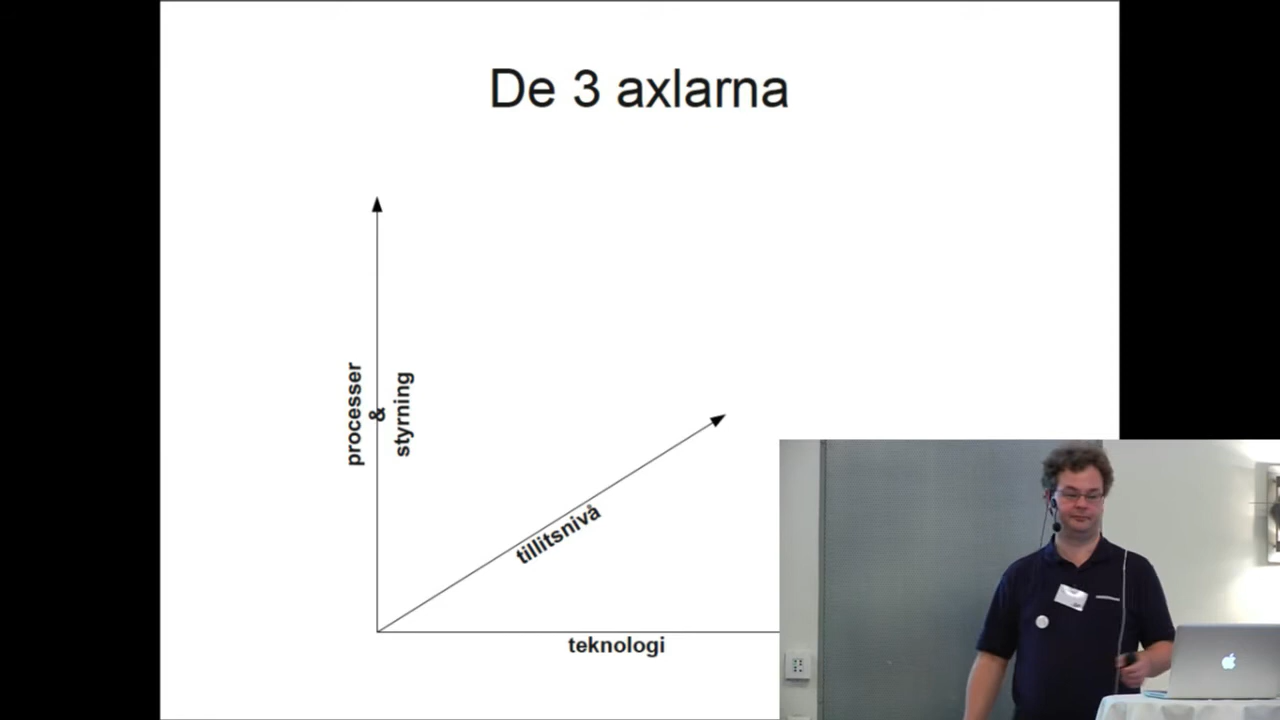 De 3 axlarna
processer
&
styrning
tillitsnivå
teknologi